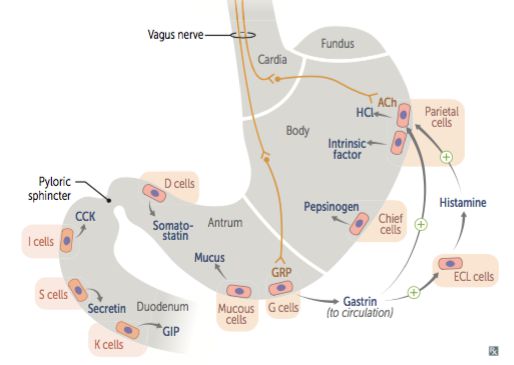 Vagus nerve
Fundus
Cardia
ACh
HCl
Parietal
cells
Body
Intrinsic
factor
D cells
Pyloric
sphincter
CCK
Somato-
statin
Antrum
Pepsinogen
Chief
cells
Histamine
I cells
Mucus
GRP
ECL cells
S cells
Secretin
Duodenum
Mucous
cells
G cells
Gastrin
(to circulation)
K cells
GIP
+
+
+
Rx